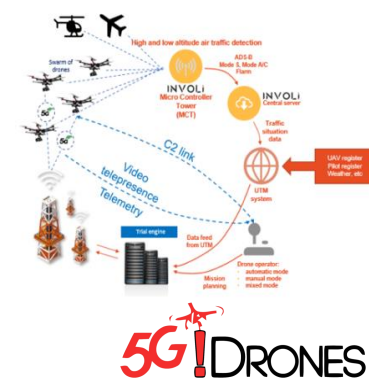 High and low altitude air traffic detection
Swarm of
drones
ADS-B
Mode S, Mode A/C
Flarm
INVOLI
Micro Controller
Tower
(MCT)
INVOLI
Central server
5G
5G
Traffic
situation
data
C2 link
UAV register
Pilot register
Weather, etc
Video
telepresence
Telemetry
UTM
system
Trial engine
Data feed
from UTM
Mission
planning
Drone operator:
- automatic mode
- manual mode
- mixed mode
5G!DRONES